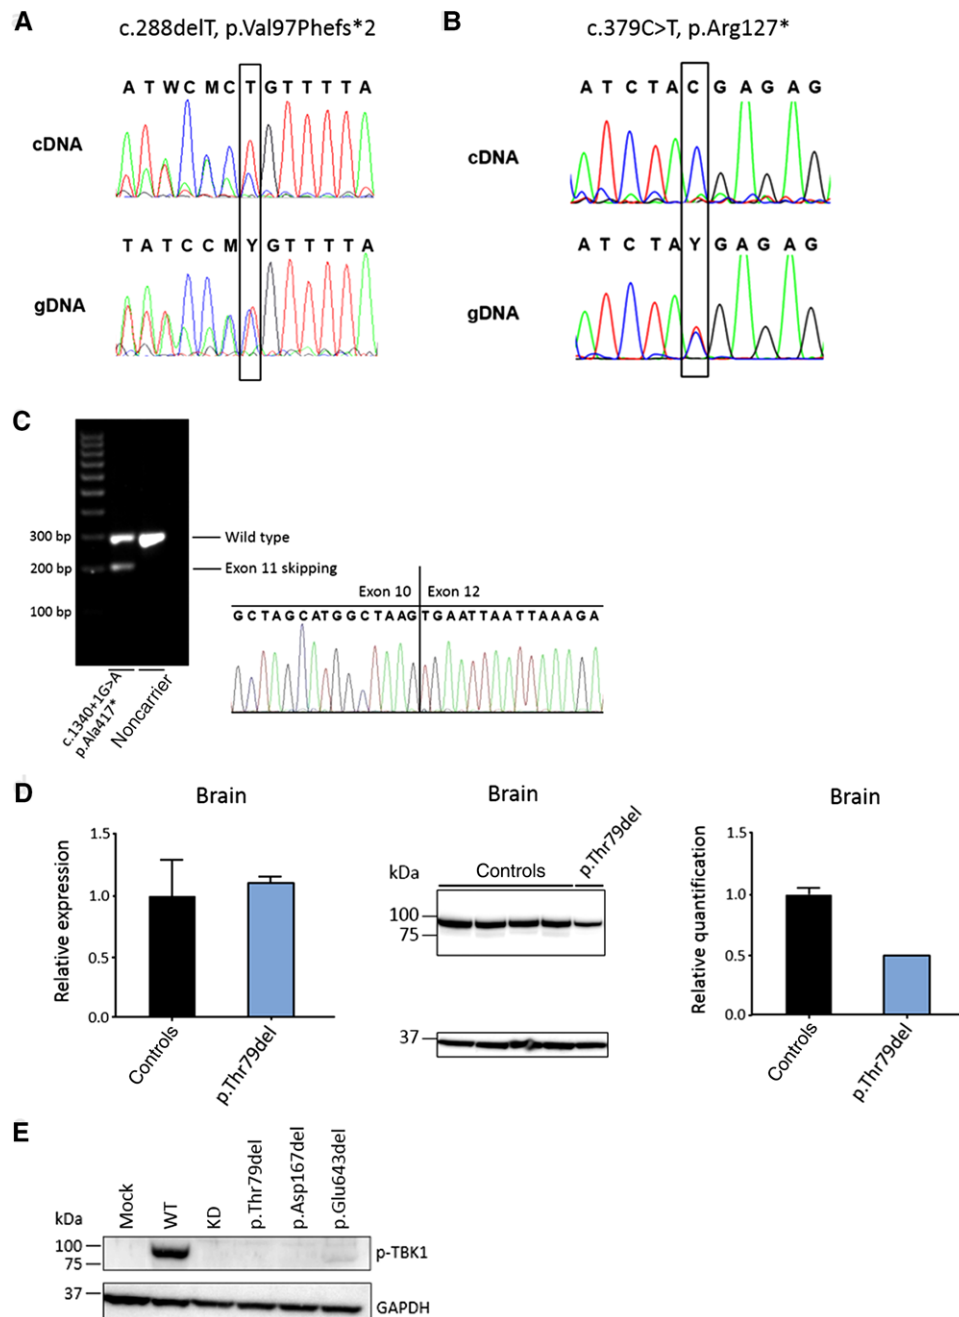 A
c.288delT, p.Val97Phefs*2
A T W C M C T G T T T T A
cDNA
T A T C C M Y G T T T T A
gDNA
B
c.379C>T, p.Arg127*
A T C T A C G A G A G
cDNA
A T C T A Y G A G A G
gDNA
C
300 bp
200 bp
100 bp
Wild type
Exon 11 skipping
c.1340+1G>A
p.Ala417*
Noncarrier
Exon 10 Exon 12
G C T A G C A T G G C T A A G T G A A T T A A T T A A A G A
D
Brain
Relative expression
1.5
1.0
0.5
0.0
Controls
p.Thr79del
Brain
kDa
Controls
p.Thr79del
100
75
37
Brain
Relative quantification
1.5
1.0
0.5
0.0
Controls
p.Thr79del
E
Mock
WT
KD
p.Thr79del
p.Asp167del
p.Glu643del
kDa
100
75
p-TBK1
37
GAPDH